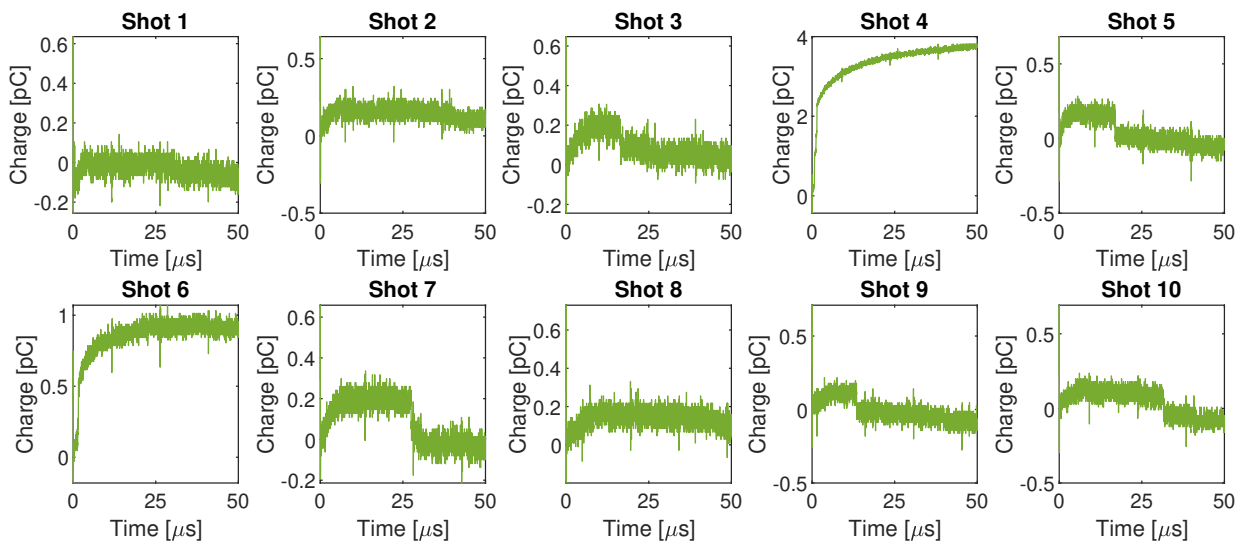 Shot 1
Charge [pC]
0.6
0.4
0.2
0
-0.2
0
25
50
Time [μs]
Shot 2
Charge [pC]
0.5
0
-0.5
0
25
50
Time [μs]
Shot 3
Charge [pC]
0.6
0.4
0.2
0
-0.2
0
25
50
Time [μs]
Shot 4
Charge [pC]
4
2
0
0
25
50
Time [μs]
Shot 5
Charge [pC]
0.5
0
-0.5
0
25
50
Time [μs]
Shot 6
Charge [pC]
1
0.5
0
0
25
50
Time [μs]
Shot 7
Charge [pC]
0.6
0.4
0.2
0
-0.2
0
25
50
Time [μs]
Shot 8
Charge [pC]
0.6
0.4
0.2
0
0
25
50
Time [μs]
Shot 9
Charge [pC]
0.5
0
-0.5
0
25
50
Time [μs]
Shot 10
Charge [pC]
0.5
0
-0.5
0
25
50
Time [μs]